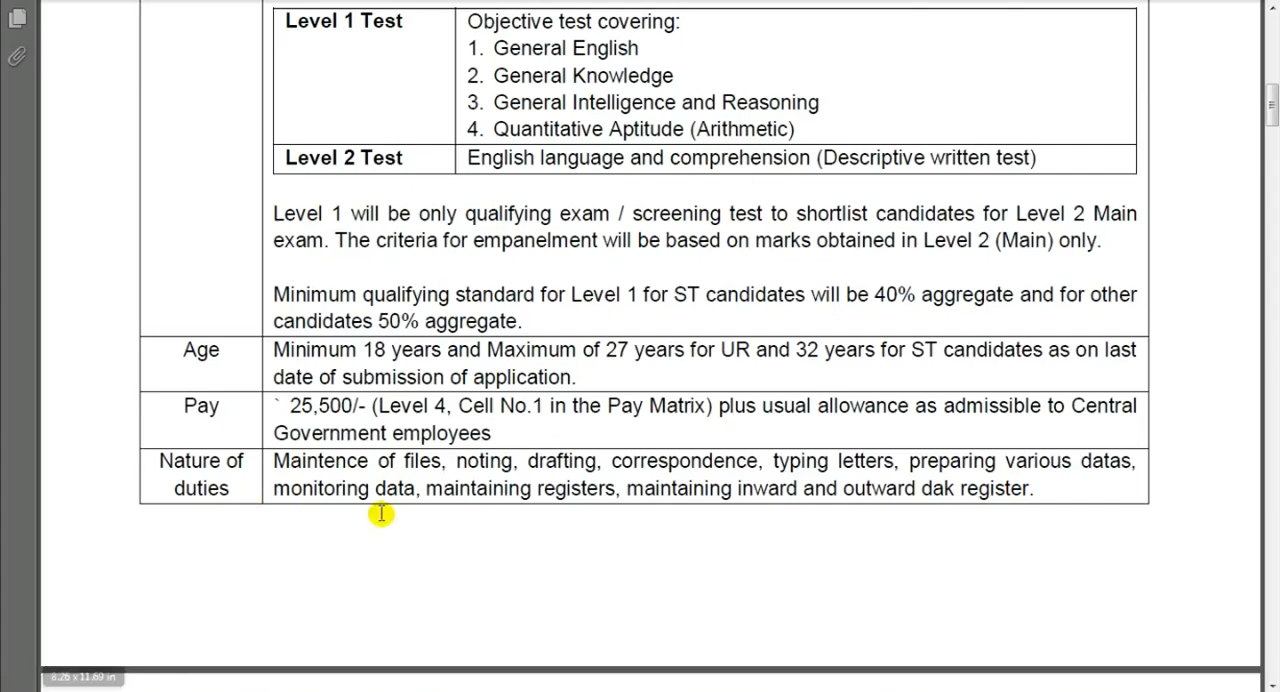 Level 1 Test
Objective test covering:
1. General English
2. General Knowledge
3. General Intelligence and Reasoning
4. Quantitative Aptitude (Arithmetic)
Level 2 Test
English language and comprehension (Descriptive written test)
Level 1 will be only qualifying exam / screening test to shortlist candidates for Level 2 Main
exam. The criteria for empanelment will be based on marks obtained in Level 2 (Main) only.
Minimum qualifying standard for Level 1 for ST candidates will be 40% aggregate and for other
candidates 50% aggregate.
Age
Minimum 18 years and Maximum of 27 years for UR and 32 years for ST candidates as on last
date of submission of application.
Pay
` 25,500/- (Level 4, Cell No.1 in the Pay Matrix) plus usual allowance as admissible to Central
Government employees
Nature of
duties
Maintence of files, noting, drafting, correspondence, typing letters, preparing various datas,
monitoring data, maintaining registers, maintaining inward and outward dak register.
8.26 x 11.69 in